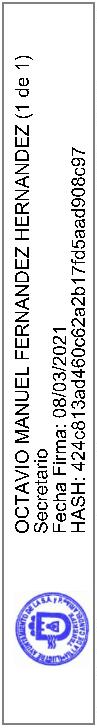 OCTAVIO MANUEL FERNANDEZ HERNANDEZ (1 de 1)
Secretario
Fecha Firma: 08/03/2021
HASH: 424c813ad460c62a2b17fd5aad908c97